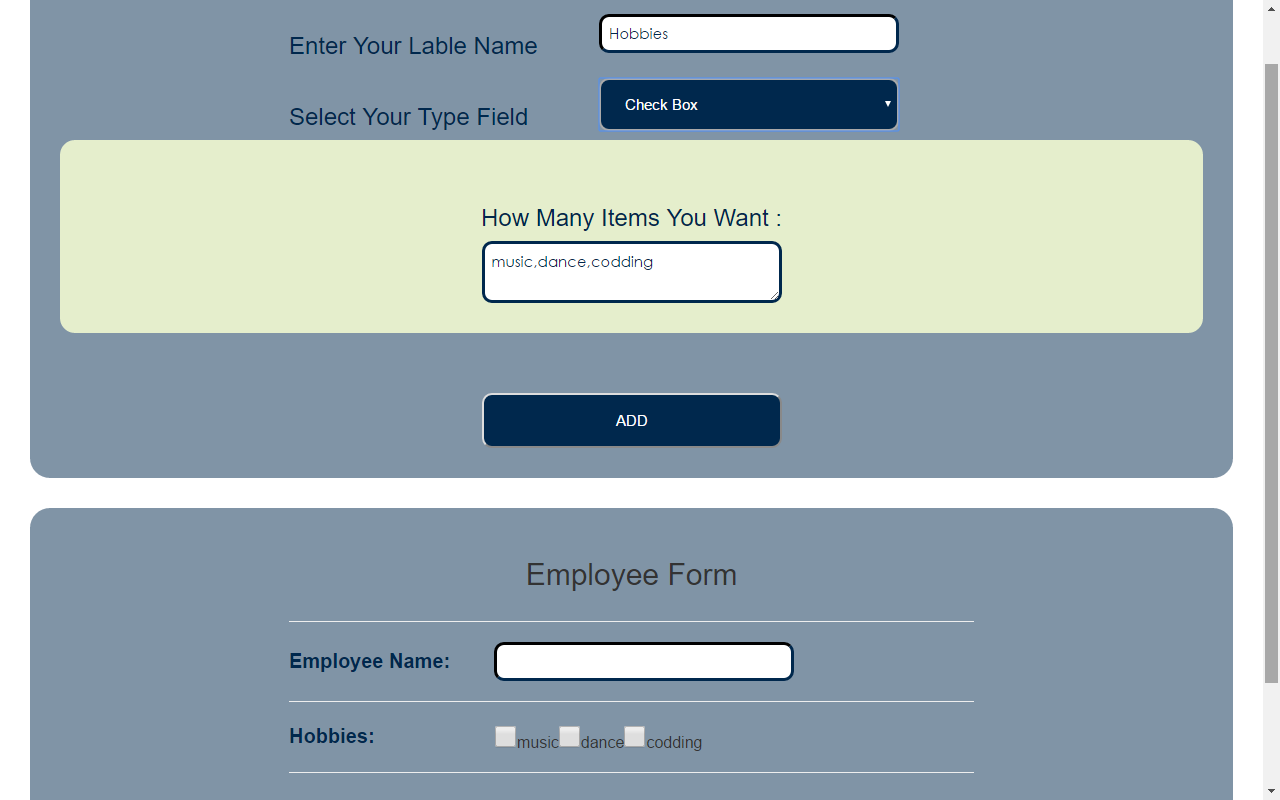 Enter Your Lable Name
Hobbies
Select Your Type Field
Check Box
How Many Items You Want :
music,dance,codding
ADD
Employee Form
Employee Name:
Hobbies:
music dance codding